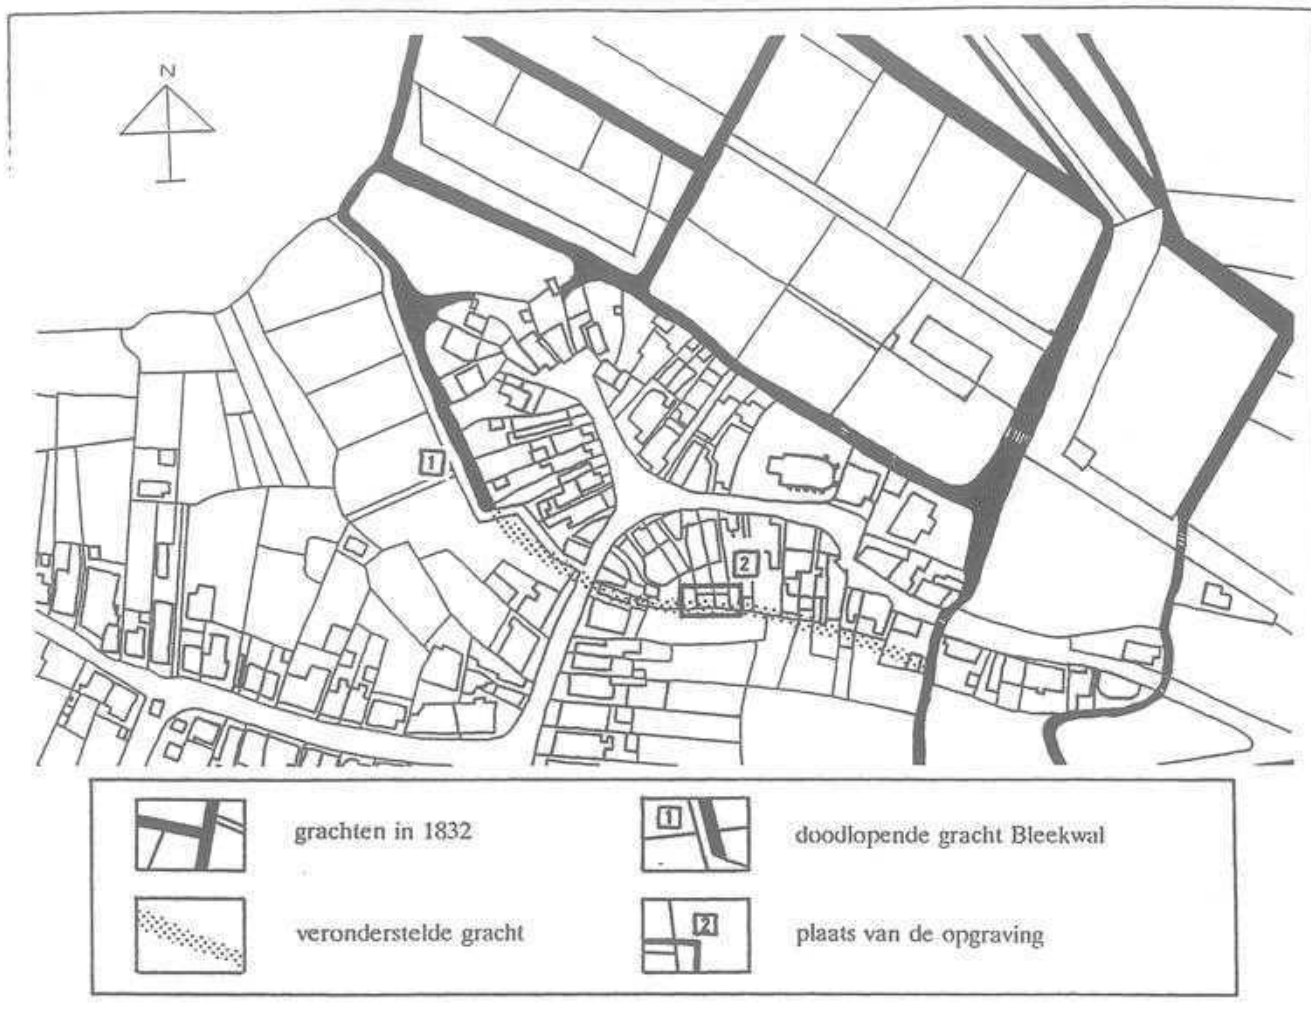 N
1
2
grachten in 1832
1
doodlopende gracht Bleekwal
veronderstelde gracht
2
plaats van de opgraving